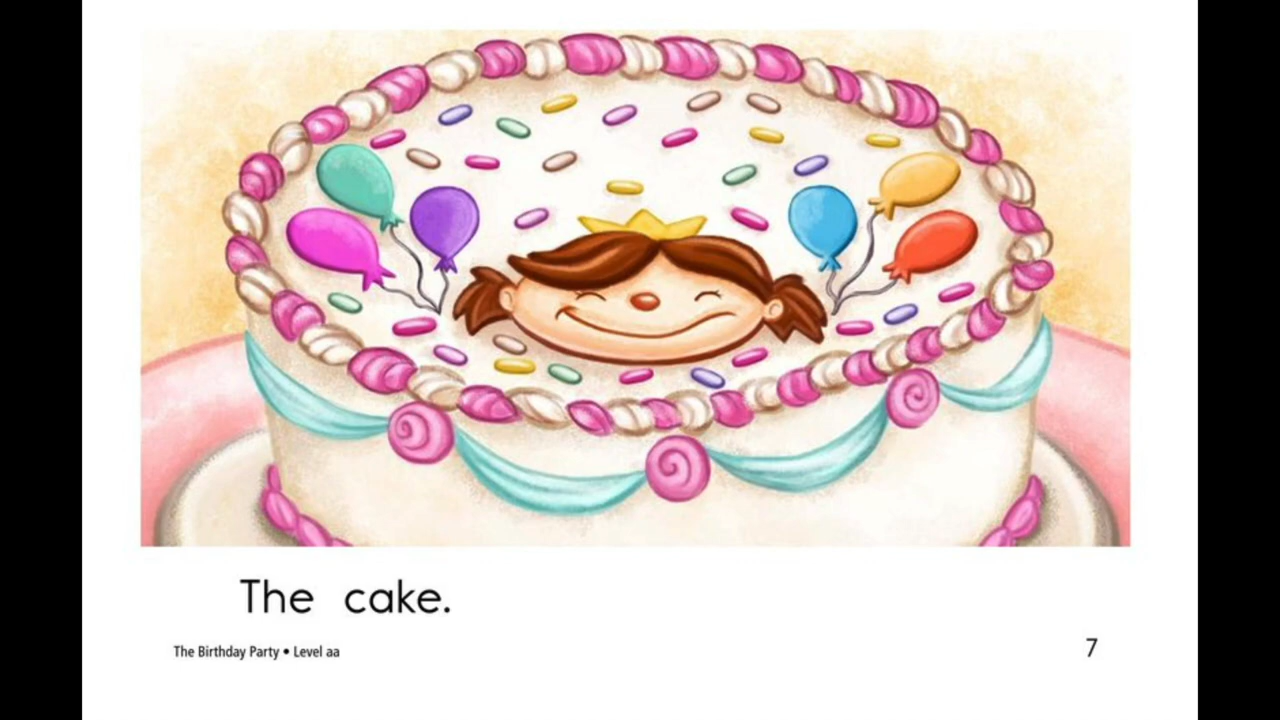 The cake.
The Birthday Party • Level aa
7